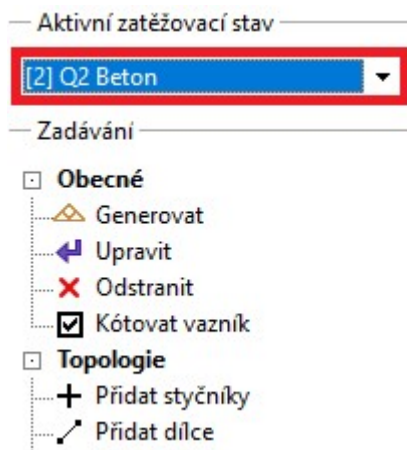 Aktivní zatěžovací stav
[2] Q2 Beton
Zadávání
Obecné
Generovat
Upravit
Odstranit
Kótovat vazník
Topologie
Přidat styčníky
Přidat dílce